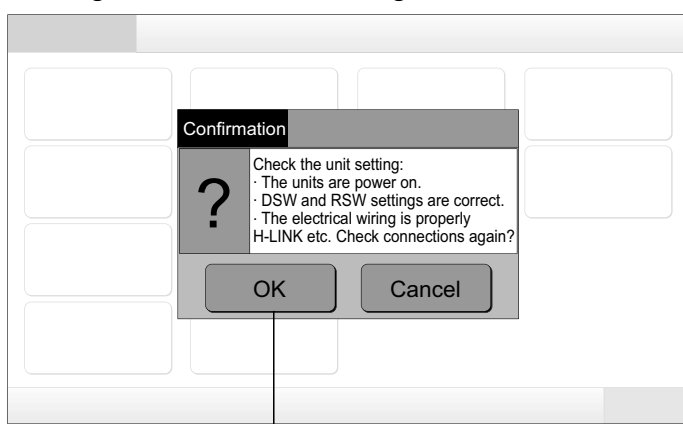 Confirmation
?
Check the unit setting:
· The units are power on.
· DSW and RSW settings are correct.
· The electrical wiring is properly
H-LINK etc. Check connections again?
OK
Cancel